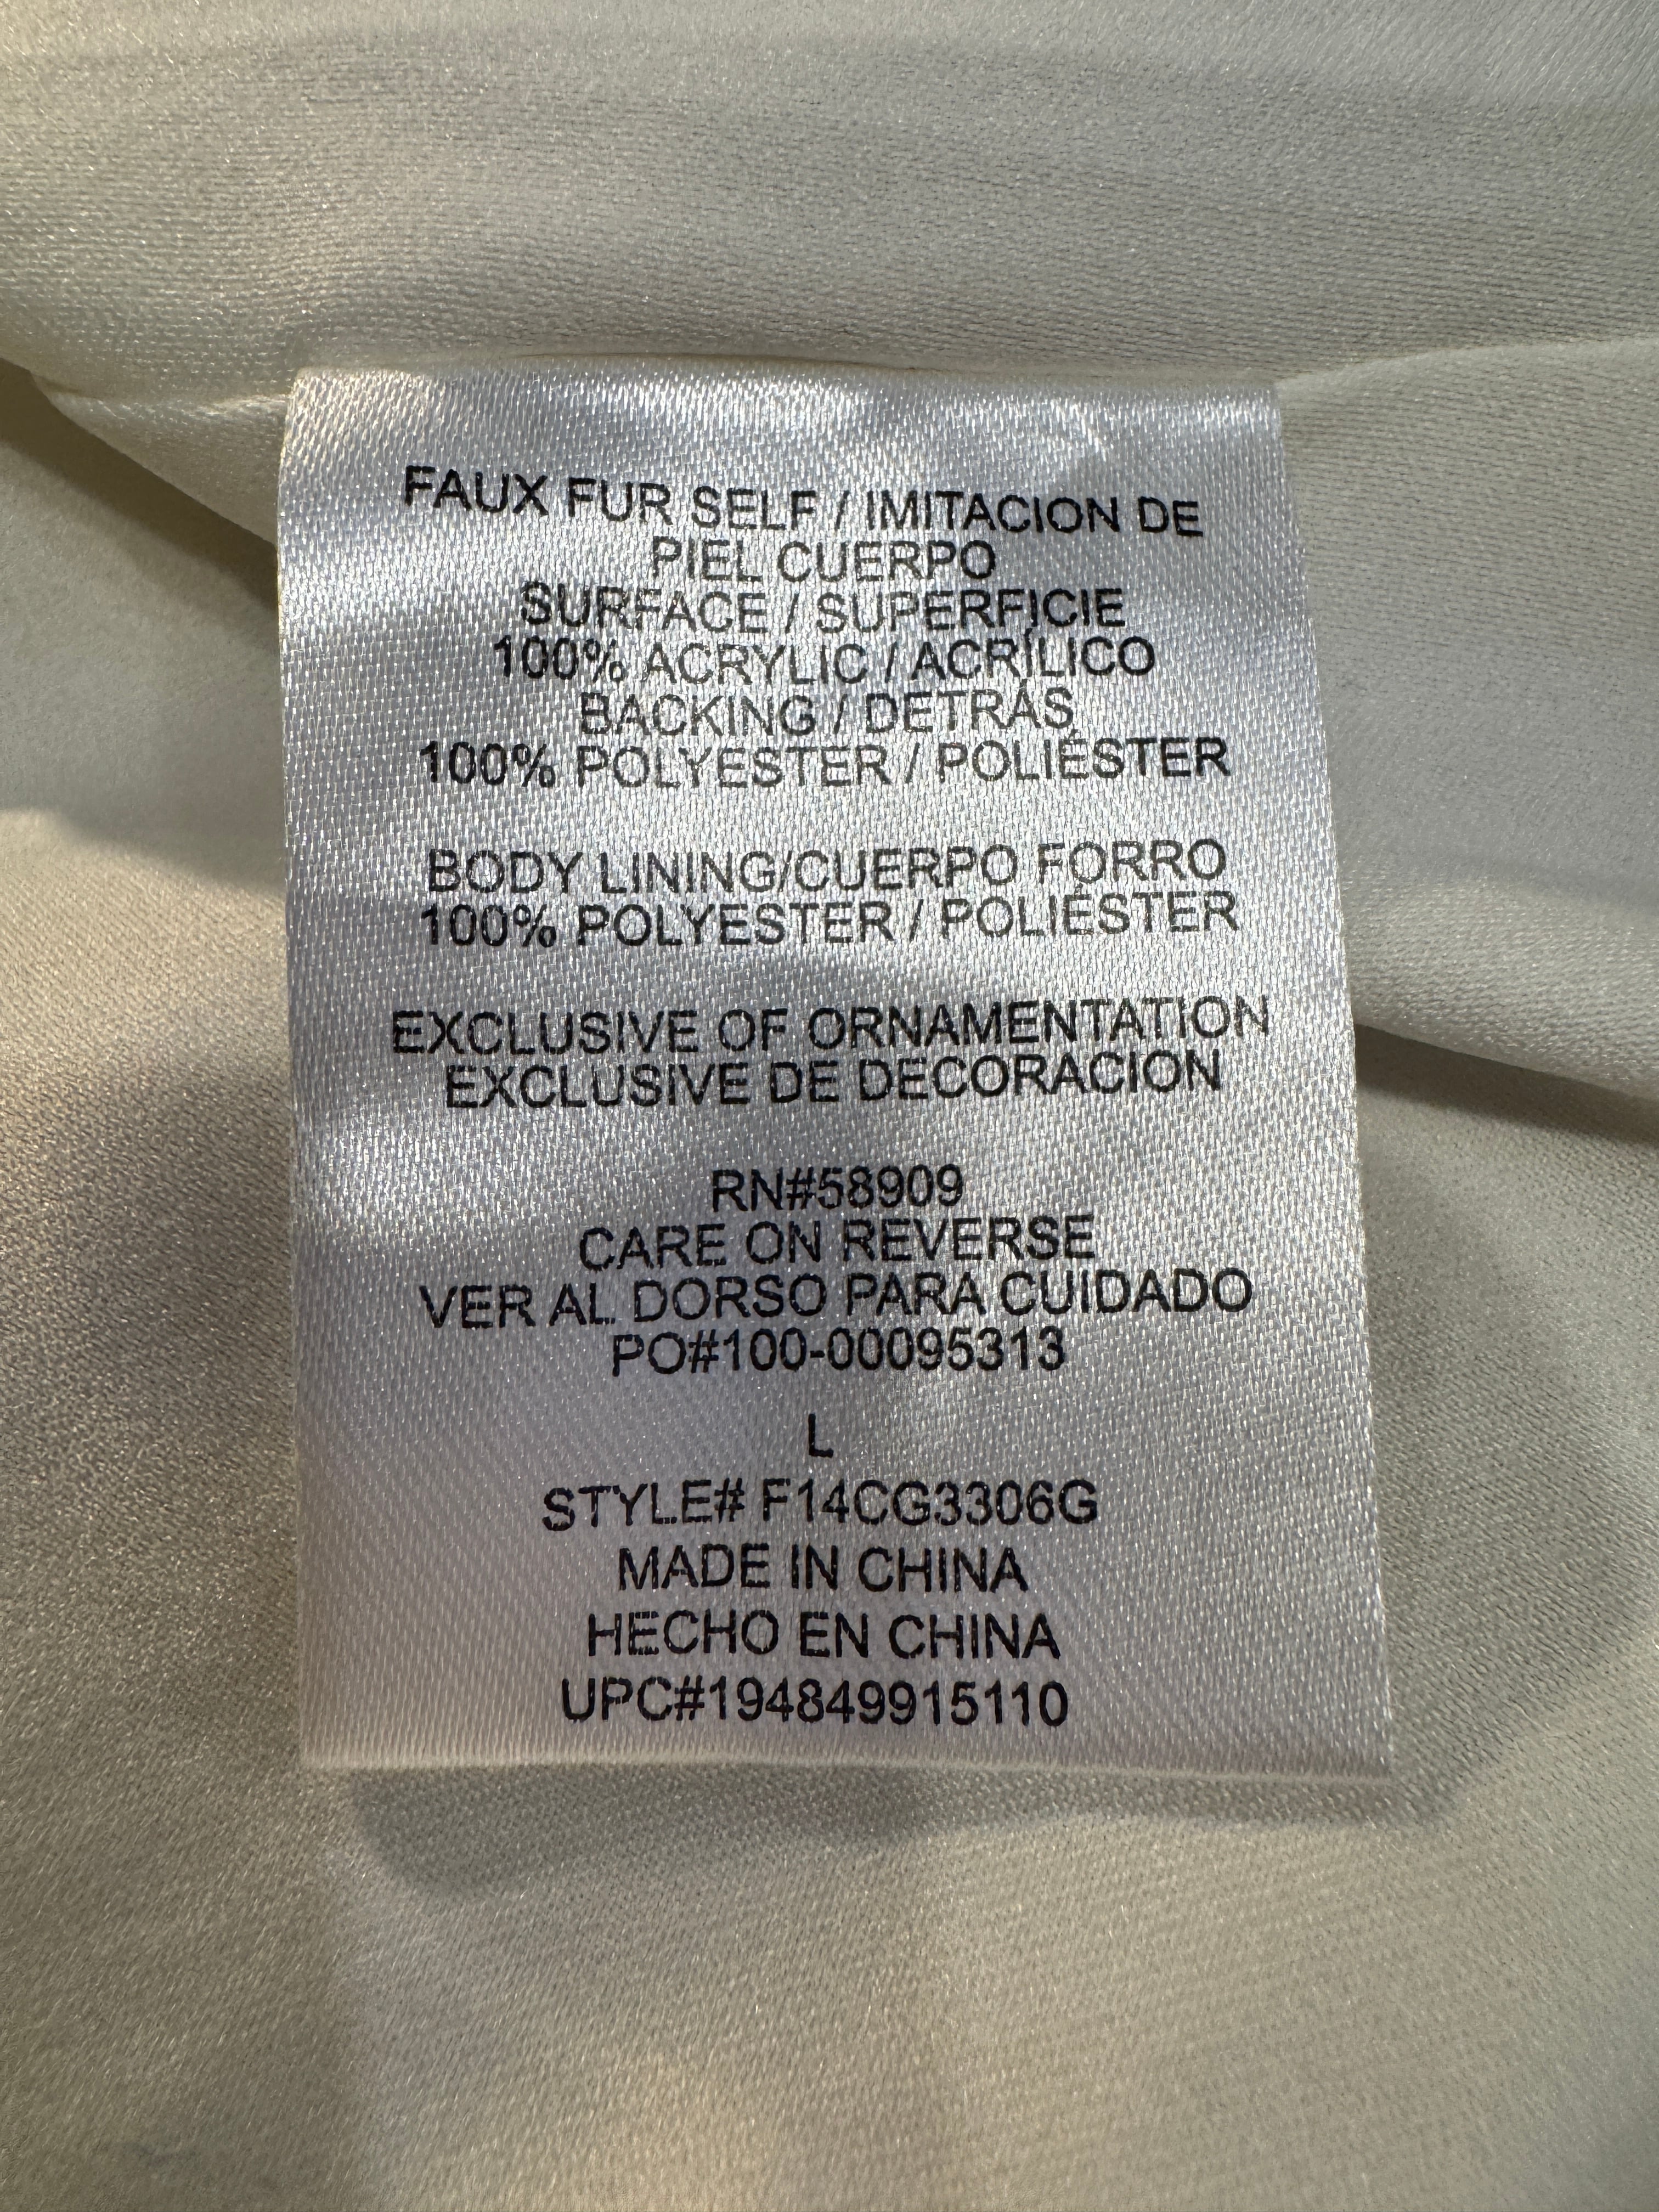 FAUX FUR SELF / IMITACION DE
PIEL CUERPO
SURFACE / SUPERFICIE
100% ACRYLIC / ACRÍLICO
BACKING / DETRÁS
100% POLYESTER / POLIÉSTER
BODY LINING/CUERPO FORRO
100% POLYESTER / POLIÉSTER
EXCLUSIVE OF ORNAMENTATION
EXCLUSIVE DE DECORACION
RN#58909
CARE ON REVERSE
VER AL DORSO PARA CUIDADO
PO#100-00095313
L
STYLE# F14CG3306G
MADE IN CHINA
HECHO EN CHINA
UPC#194849915110